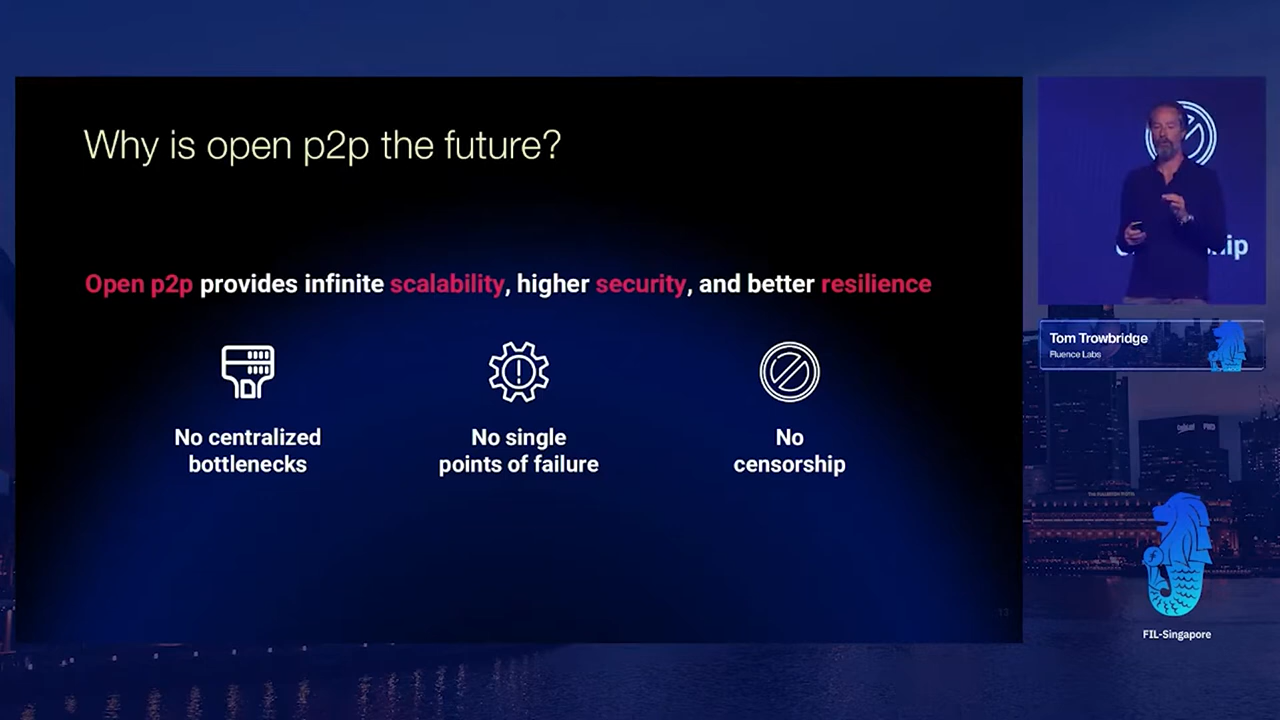 Why is open p2p the future?
Open p2p provides infinite scalability, higher security, and better resilience
No centralized
bottlenecks
No single
points of failure
No
censorship
Tom Trowbridge
Fluence Labs
FIL-Singapore